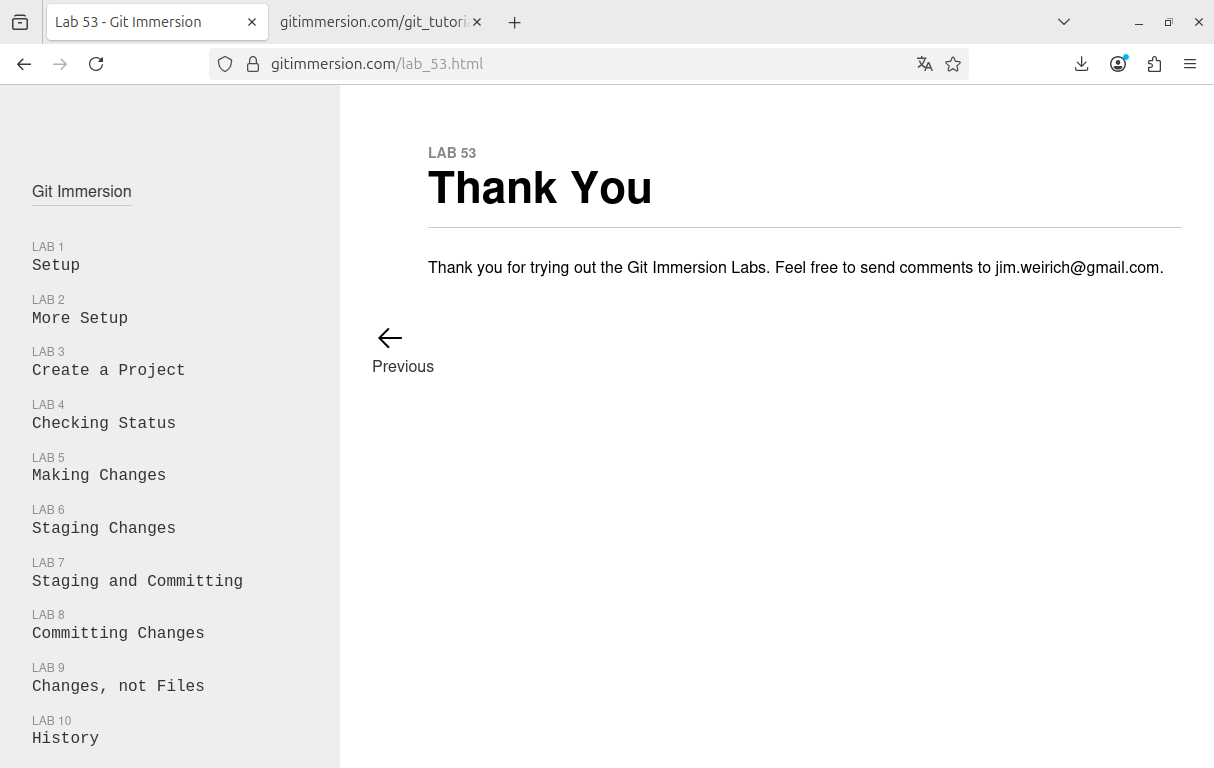 Lab 53 - Git Immersion
gitimmersion.com/git_tutori
gitimmersion.com/lab_53.html
Git Immersion
LAB 1
Setup
LAB 2
More Setup
LAB 3
Create a Project
LAB 4
Checking Status
LAB 5
Making Changes
LAB 6
Staging Changes
LAB 7
Staging and Committing
LAB 8
Committing Changes
LAB 9
Changes, not Files
LAB 10
History
LAB 53
Thank You
Thank you for trying out the Git Immersion Labs. Feel free to send comments to jim.weirich@gmail.com.
Previous